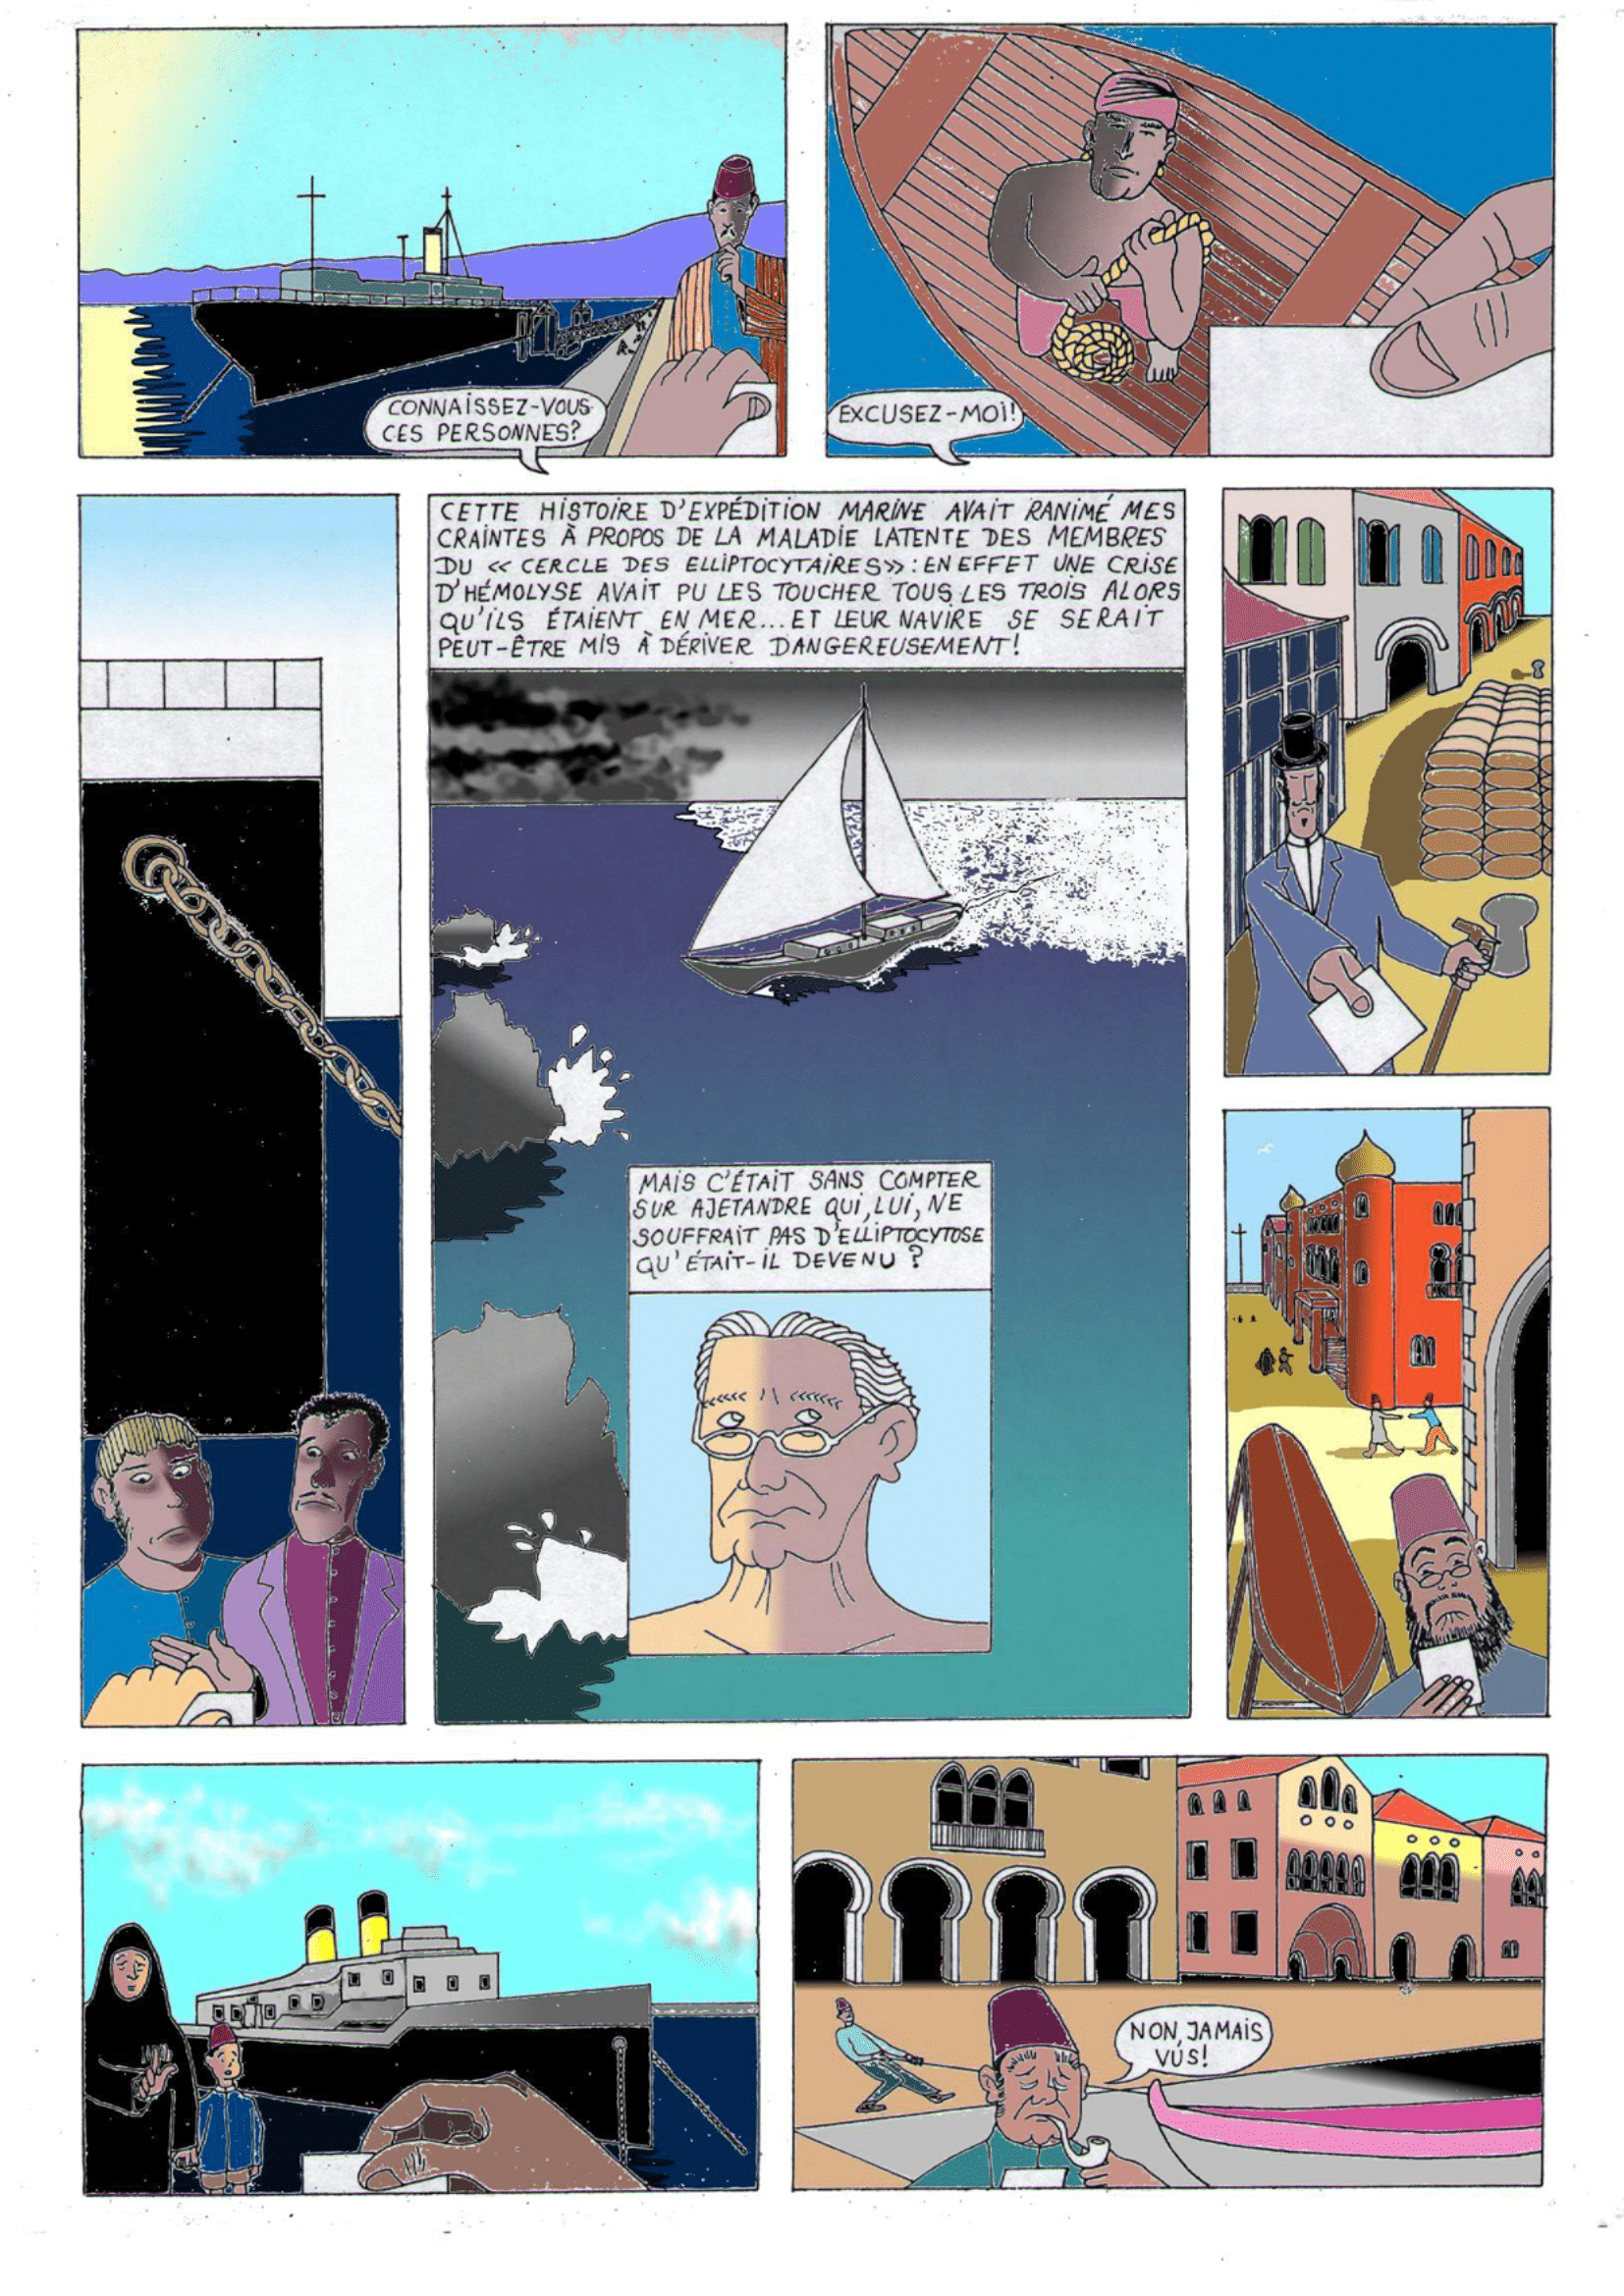 CONNAISSEZ-VOUS
CES PERSONNES?
EXCUSEZ-MOI!
CETTE HISTOIRE D'EXPÉDITION MARINE AVAIT RANIMÉ MES
CRAINTES À PROPOS DE LA MALADIE LATENTE DES MEMBRES
DU « CERCLE DES ELLIPTOCYTAIRES» : EN EFFET UNE CRISE
D'HÉMOLYSE AVAIT PU LES TOUCHER TOUS LES TROIS ALORS
QU'ILS ÉTAIENT EN MER... ET LEUR NAVIRE SE SERAIT
PEUT-ÊTRE MIS À DÉRIVER DANGEREUSEMENT!
MAIS C'ÉTAIT SANS COMPTER
SUR AJETANDRE QUI, LUI, NE
SOUFFRAIT PAS D'ELLIPTOCYTOSE
QU'ÉTAIT-IL DEVENU ?
NON, JAMAIS
VUS!